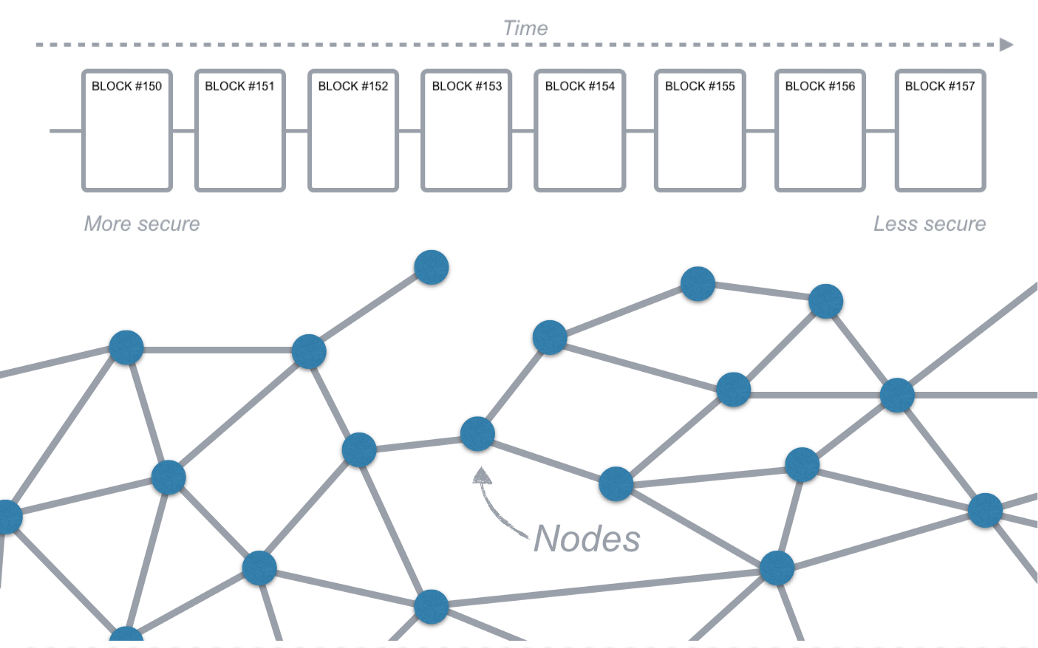 Time
BLOCK #150 BLOCK #151 BLOCK #152 BLOCK #153 BLOCK #154 BLOCK #155 BLOCK #156 BLOCK #157
More secure Less secure
Nodes